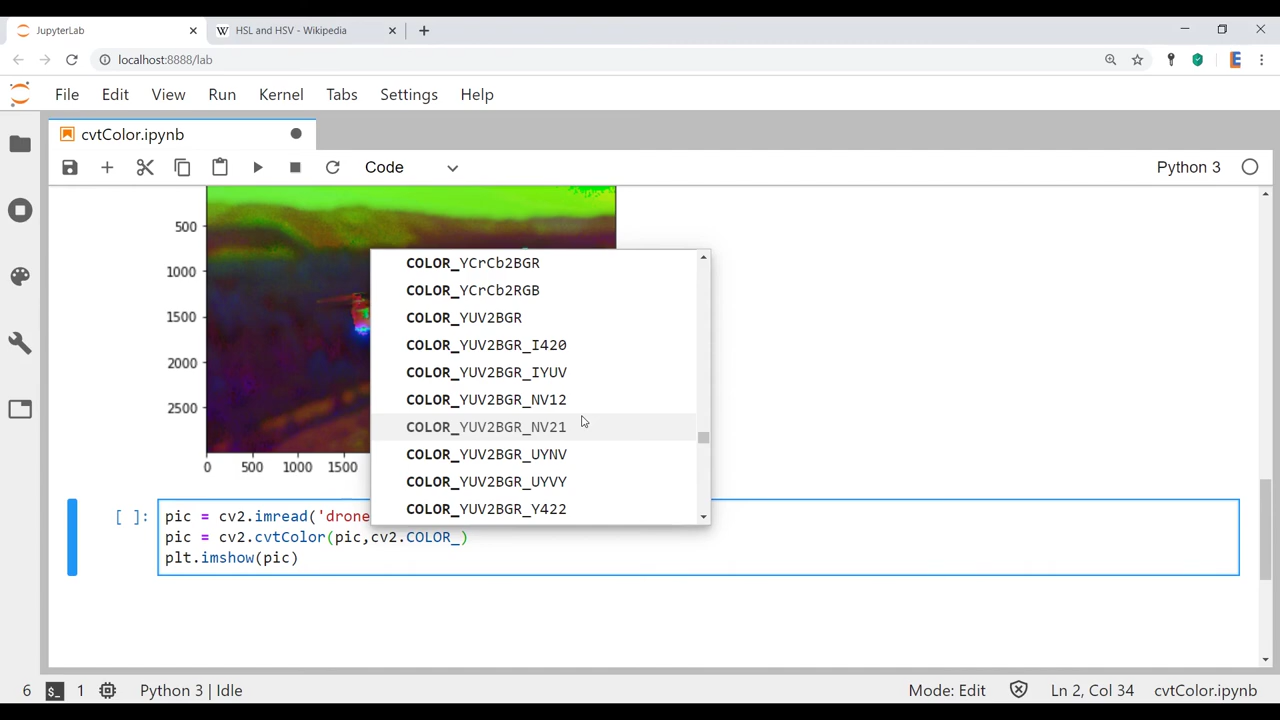 JupyterLab
HSL and HSV - Wikipedia
localhost:8888/lab
File Edit View Run Kernel Tabs Settings Help
cvtColor.ipynb
Code
Python 3
500
1000
1500
2000
2500
0 500 1000 1500
COLOR_YCrCb2BGR
COLOR_YCrCb2RGB
COLOR_YUV2BGR
COLOR_YUV2BGR_I420
COLOR_YUV2BGR_IYUV
COLOR_YUV2BGR_NV12
COLOR_YUV2BGR_NV21
COLOR_YUV2BGR_UYNV
COLOR_YUV2BGR_UYVY
COLOR_YUV2BGR_Y422
[ ]: pic = cv2.imread('drone
pic = cv2.cvtColor(pic,cv2.COLOR_)
plt.imshow(pic)
6 $_ 1 Python 3 | Idle Mode: Edit Ln 2, Col 34 cvtColor.ipynb